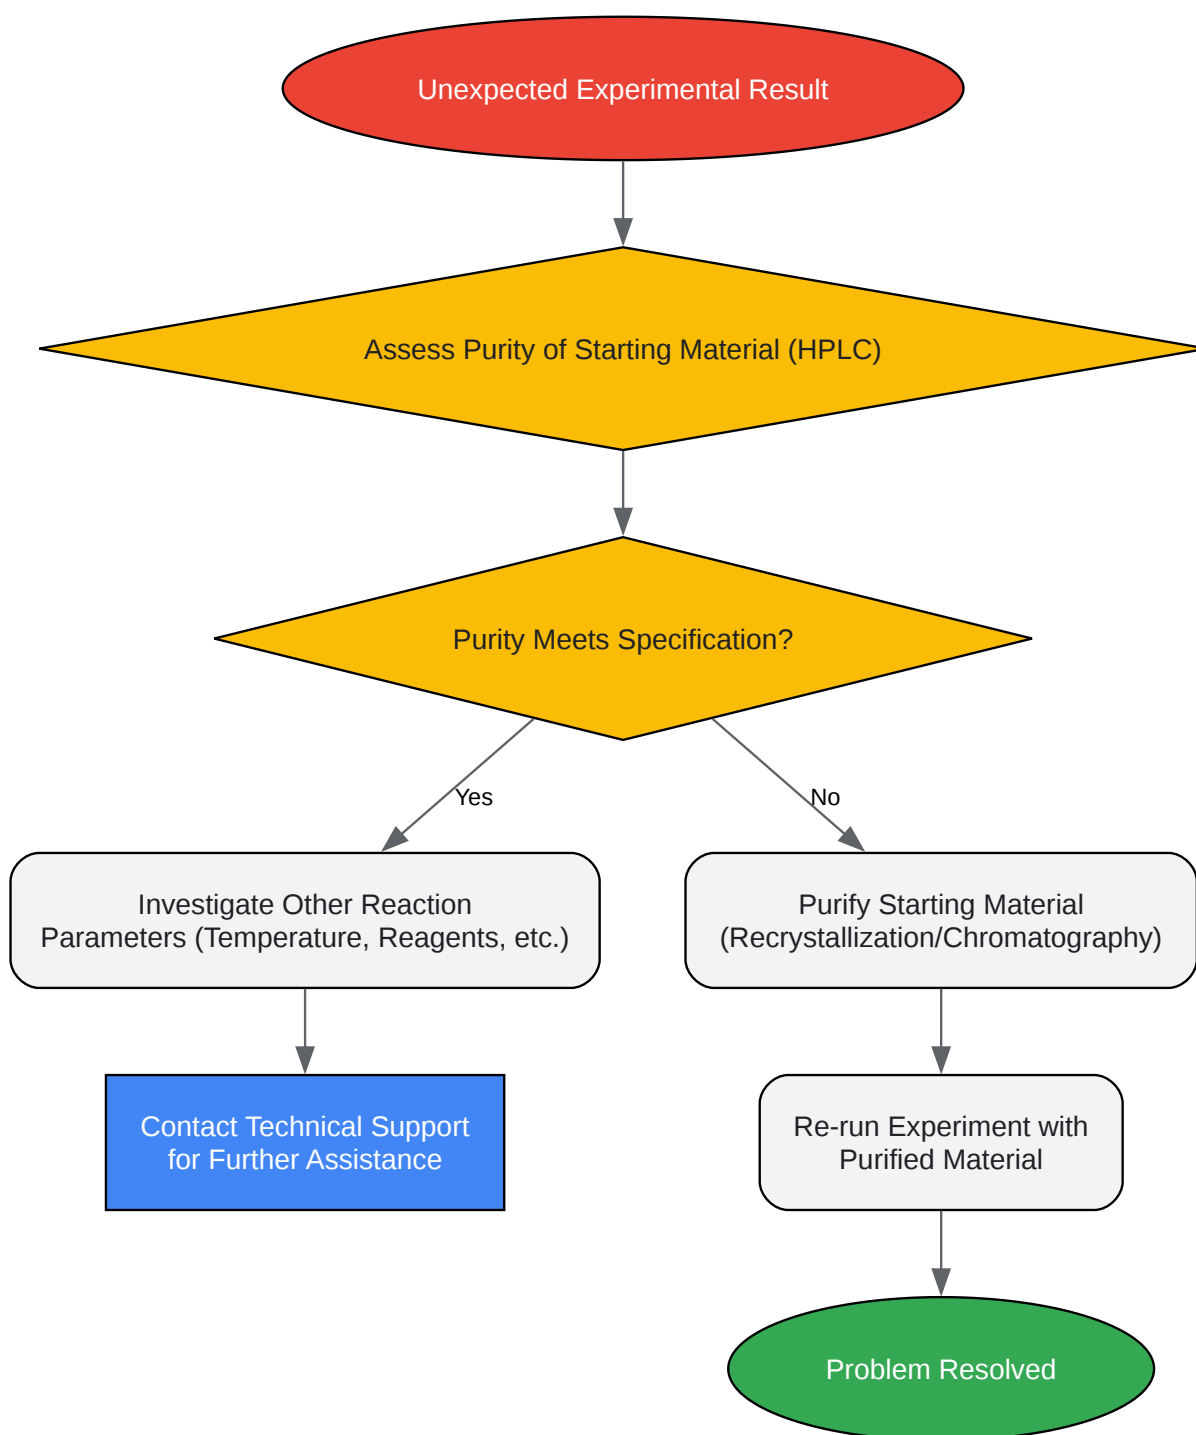 Unexpected Experimental Result
Assess Purity of Starting Material (HPLC)
Purity Meets Specification?
Yes
No
Investigate Other Reaction
Parameters (Temperature, Reagents, etc.)
Purify Starting Material
(Recrystallization/Chromatography)
Contact Technical Support
for Further Assistance
Re-run Experiment with
Purified Material
Problem Resolved